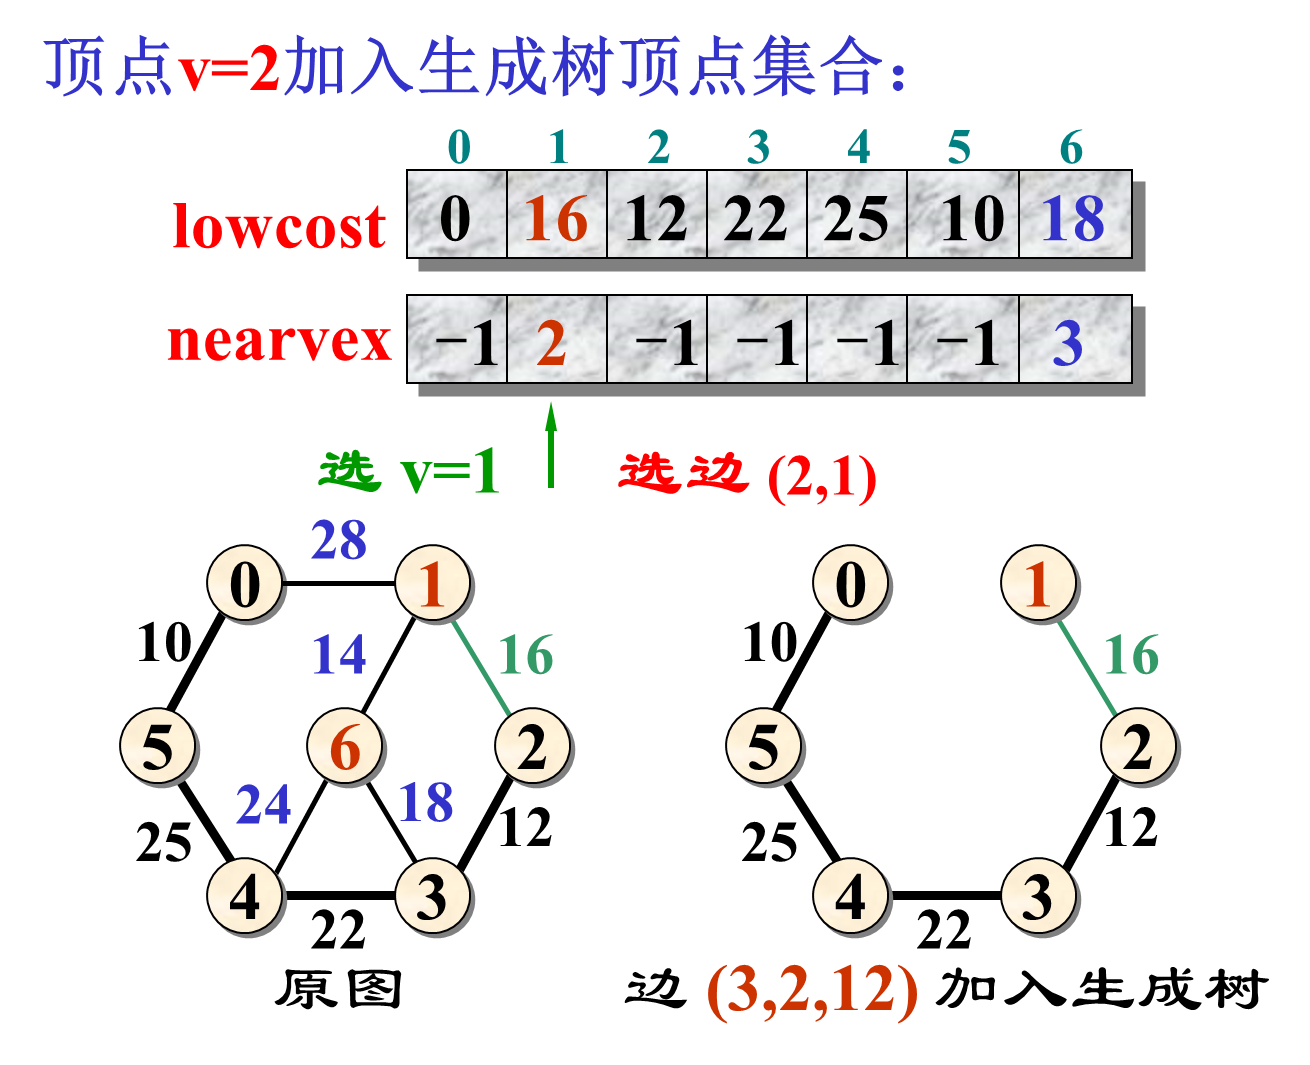 顶点v=2加入生成树顶点集合：
0 1 2 3 4 5 6
lowcost 0 16 12 22 25 10 18
nearvex −1 2 −1 −1 −1 −1 3
选 v=1 选边 (2,1)
28
0 1 0 1
10 14 16 10 16
5 6 2 5 2
24 18
25 12 25 12
4 3 4 3
22 22
原图 边 (3,2,12) 加入生成树